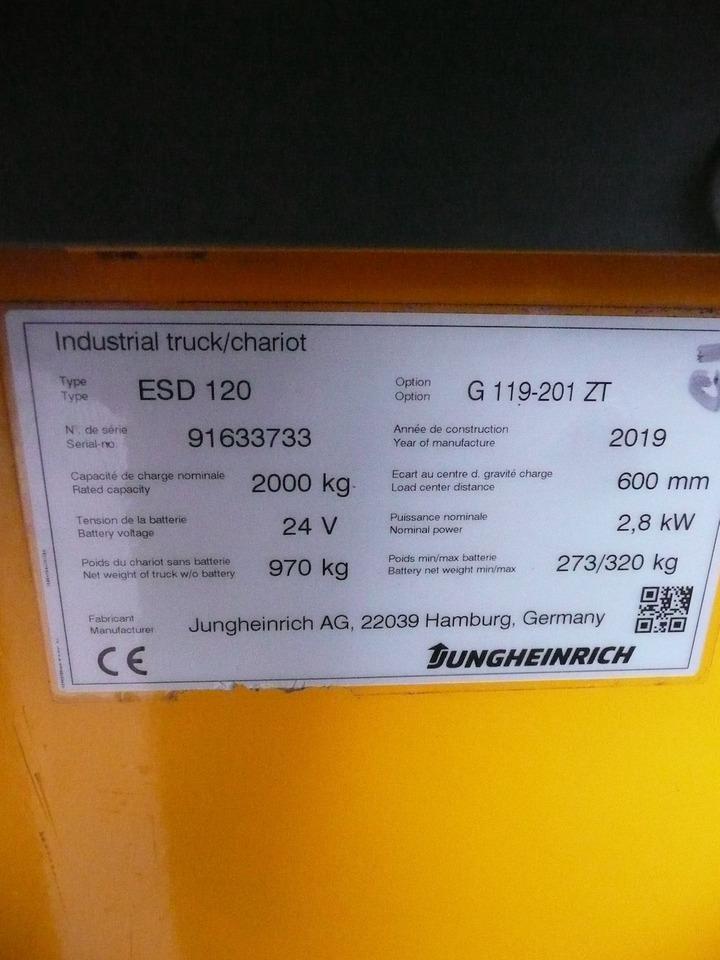 Industrial truck/chariot
Type
Type
ESD 120
Option
Option
G 119-201 ZT
N°. de série
Serial-no.
91633733
Année de construction
Year of manufacture
2019
Capacité de charge nominale
Rated capacity
2000 kg
Ecart au centre d. gravité charge
Load center distance
600 mm
Tension de la batterie
Battery voltage
24 V
Puissance nominale
Nominal power
2,8 kW
Poids du chariot sans batterie
Net weight of truck w/o battery
970 kg
Poids min/max batterie
Battery net weight min/max
273/320 kg
Fabricant
Manufacturer
Jungheinrich AG, 22039 Hamburg, Germany
CE
JUNGHEINRICH